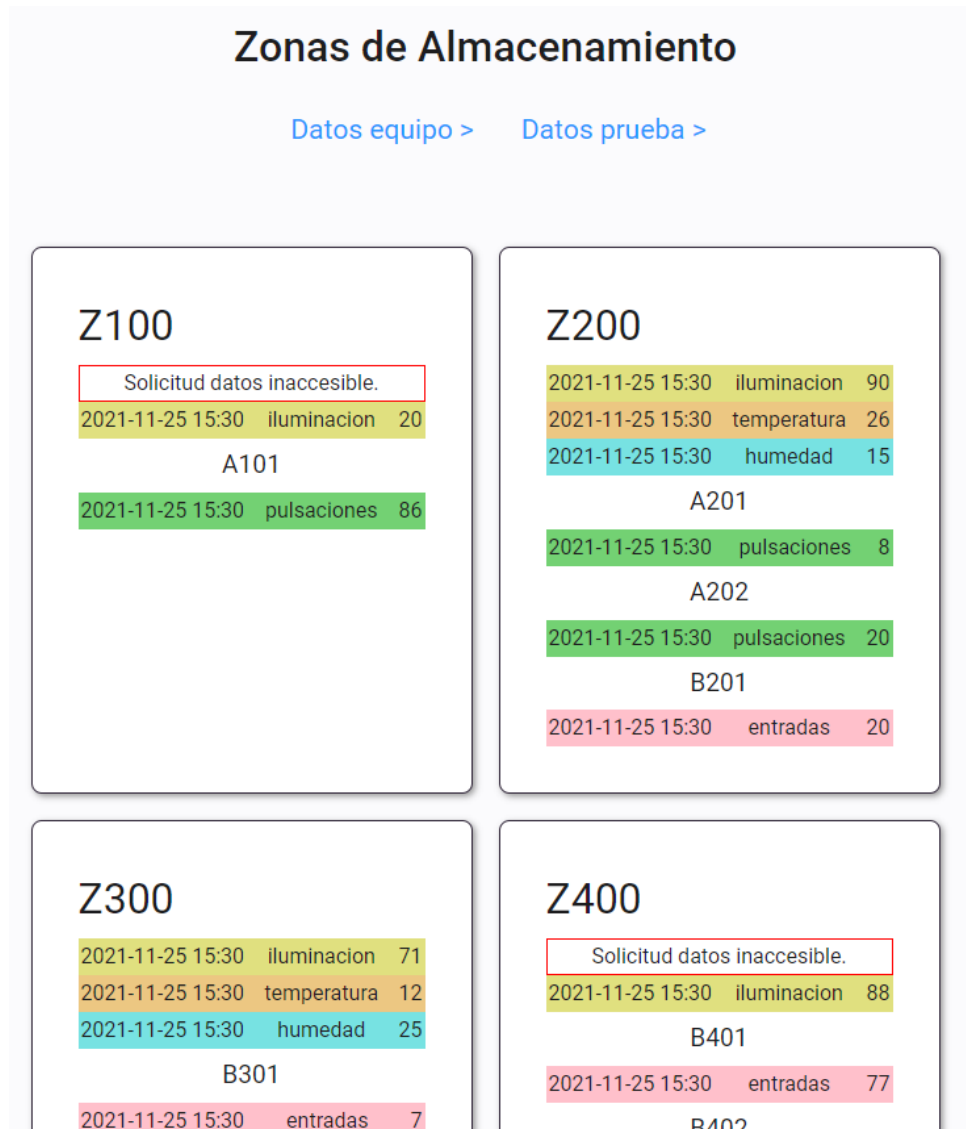 Zonas de Almacenamiento
Datos equipo > Datos prueba >
Z100
Solicitud datos inaccesible.
2021-11-25 15:30 iluminacion 20
A101
2021-11-25 15:30 pulsaciones 86
Z200
2021-11-25 15:30 iluminacion 90
2021-11-25 15:30 temperatura 26
2021-11-25 15:30 humedad 15
A201
2021-11-25 15:30 pulsaciones 8
A202
2021-11-25 15:30 pulsaciones 20
B201
2021-11-25 15:30 entradas 20
Z300
2021-11-25 15:30 iluminacion 71
2021-11-25 15:30 temperatura 12
2021-11-25 15:30 humedad 25
B301
2021-11-25 15:30 entradas 7
Z400
Solicitud datos inaccesible.
2021-11-25 15:30 iluminacion 88
B401
2021-11-25 15:30 entradas 77
B402